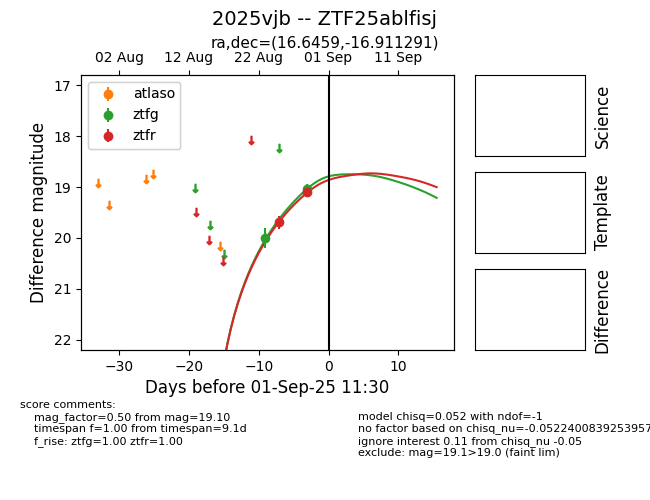 2025vjb -- ZTF25ablfisj
ra,dec=(16.6459,-16.911291)
02 Aug
12 Aug
22 Aug
01 Sep
11 Sep
atlaso
ztfg
ztfr
17
18
19
20
21
22
Difference magnitude
−30
−20
−10
0
10
Days before 01-Sep-25 11:30
Science
Template
Difference
score comments:
mag_factor=0.50 from mag=19.10
timespan f=1.00 from timespan=9.1d
f_rise: ztfg=1.00 ztfr=1.00
model chisq=0.052 with ndof=-1
no factor based on chisq_nu=-0.0522400839253957
ignore interest 0.11 from chisq_nu -0.05
exclude: mag=19.1>19.0 (faint lim)